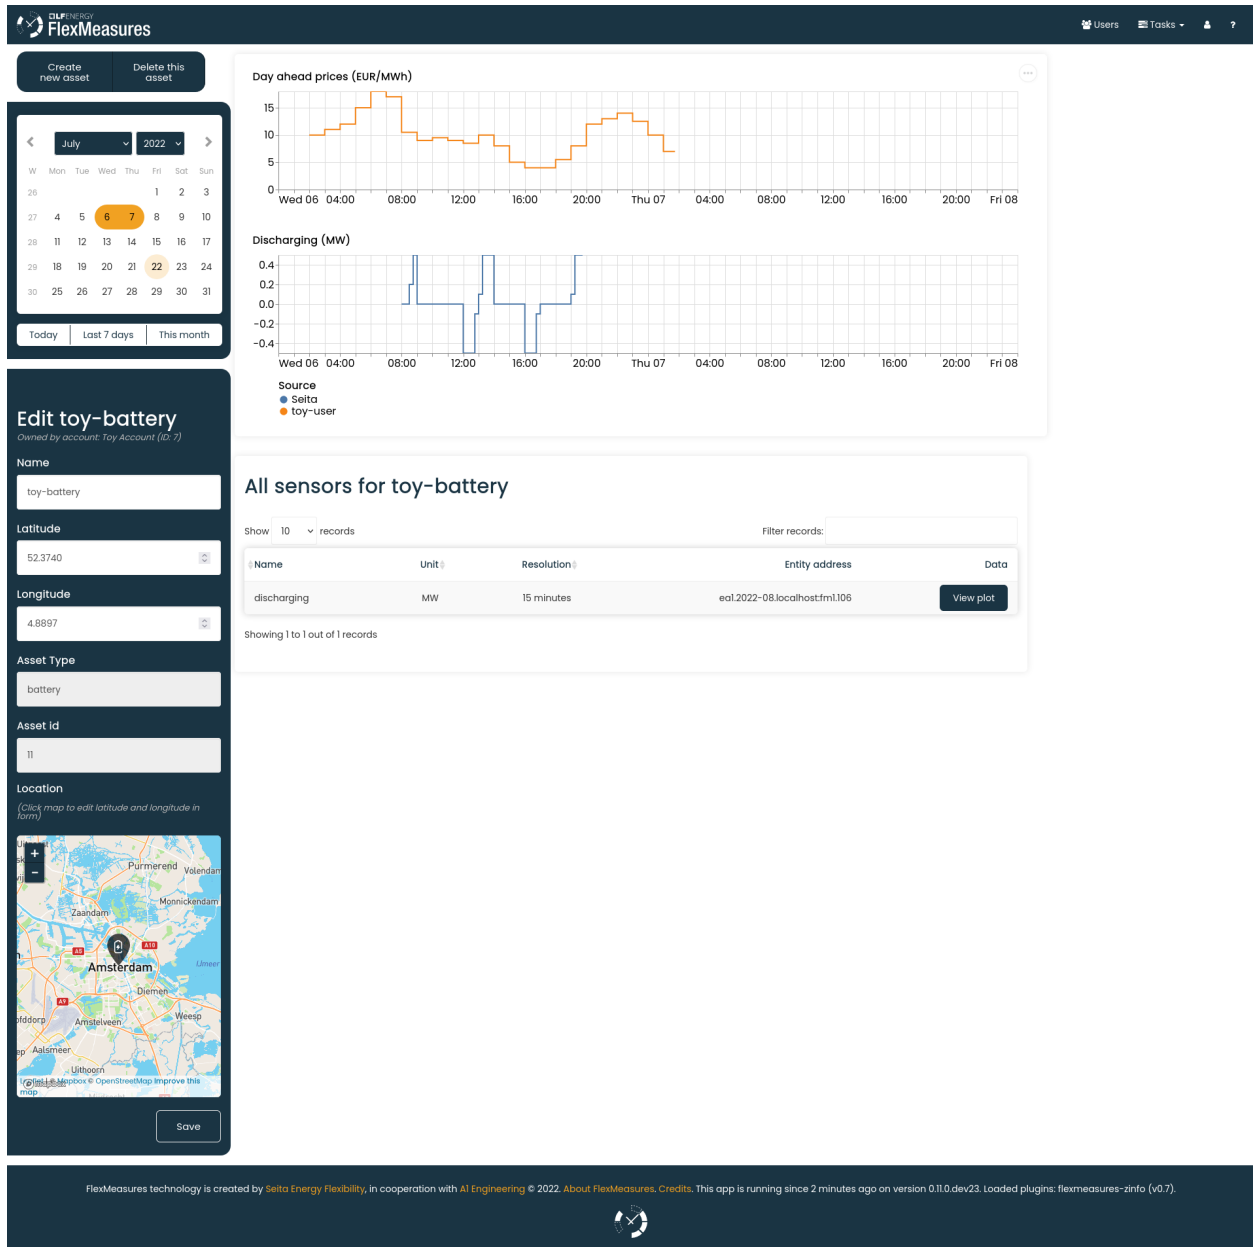 LFENERGY
FlexMeasures
Users
Tasks
?
Create new asset
Delete this asset
July
2022
W Mon Tue Wed Thu Fri Sat Sun
26 1 2 3
27 4 5 6 7 8 9 10
28 11 12 13 14 15 16 17
29 18 19 20 21 22 23 24
30 25 26 27 28 29 30 31
Today
Last 7 days
This month
Edit toy-battery
Owned by account: Toy Account (ID: 7)
Name
toy-battery
Latitude
52.3740
Longitude
4.8897
Asset Type
battery
Asset id
11
Location
(Click map to edit latitude and longitude in
form)
+
−
Purmerend
Volendam
Monnickendam
Zaandam
A8
A10
Amsterdam
IJmeer
Diemen
A9
Amstelveen
Weesp
Aalsmeer
Uithoorn
© Mapbox © OpenStreetMap Improve this
map
Save
Day ahead prices (EUR/MWh)
15
10
5
0
Wed 06 04:00 08:00 12:00 16:00 20:00 Thu 07 04:00 08:00 12:00 16:00 20:00 Fri 08
Discharging (MW)
0.4
0.2
0.0
−0.2
−0.4
Wed 06 04:00 08:00 12:00 16:00 20:00 Thu 07 04:00 08:00 12:00 16:00 20:00 Fri 08
Source
Seita
toy-user
All sensors for toy-battery
Show 10 records
Filter records:
Name Unit Resolution Entity address Data
discharging MW 15 minutes ea1.2022-08.localhost:fm1.106 View plot
Showing 1 to 1 out of 1 records
FlexMeasures technology is created by Seita Energy Flexibility, in cooperation with A1 Engineering © 2022. About FlexMeasures. Credits. This app is running since 2 minutes ago on version 0.11.0.dev23. Loaded plugins: flexmeasures-zinfo (v0.7).